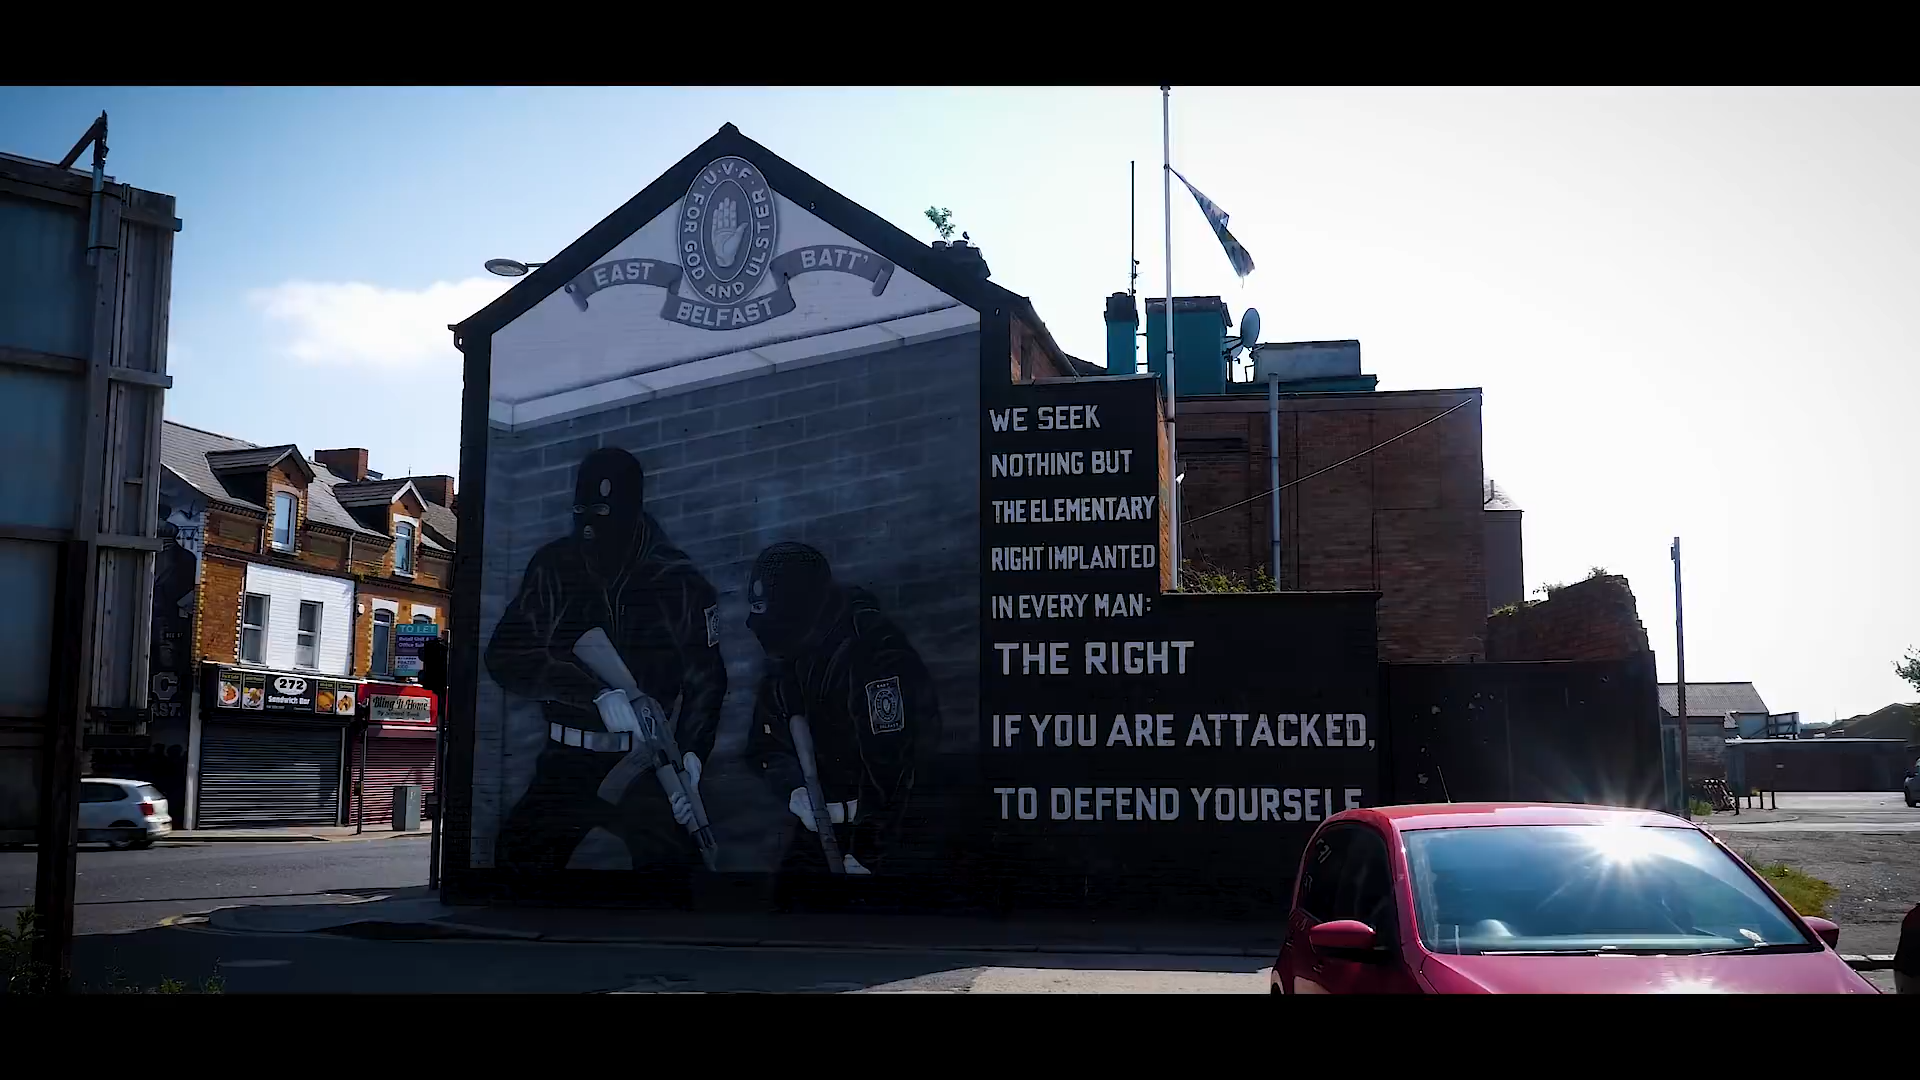 U.V.F.
FOR GOD AND ULSTER
EAST BELFAST BATT'
WE SEEK
NOTHING BUT
THE ELEMENTARY
RIGHT IMPLANTED
IN EVERY MAN:
THE RIGHT
IF YOU ARE ATTACKED,
TO DEFEND YOURSELF
TO LET
272
Sandwich Bar
Bling It Home